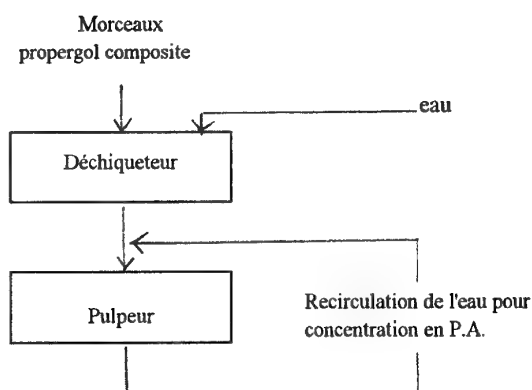 Morceaux
propergol composite
eau
Déchiqueteur
Recirculation de l'eau pour
concentration en P.A.
Pulpeur